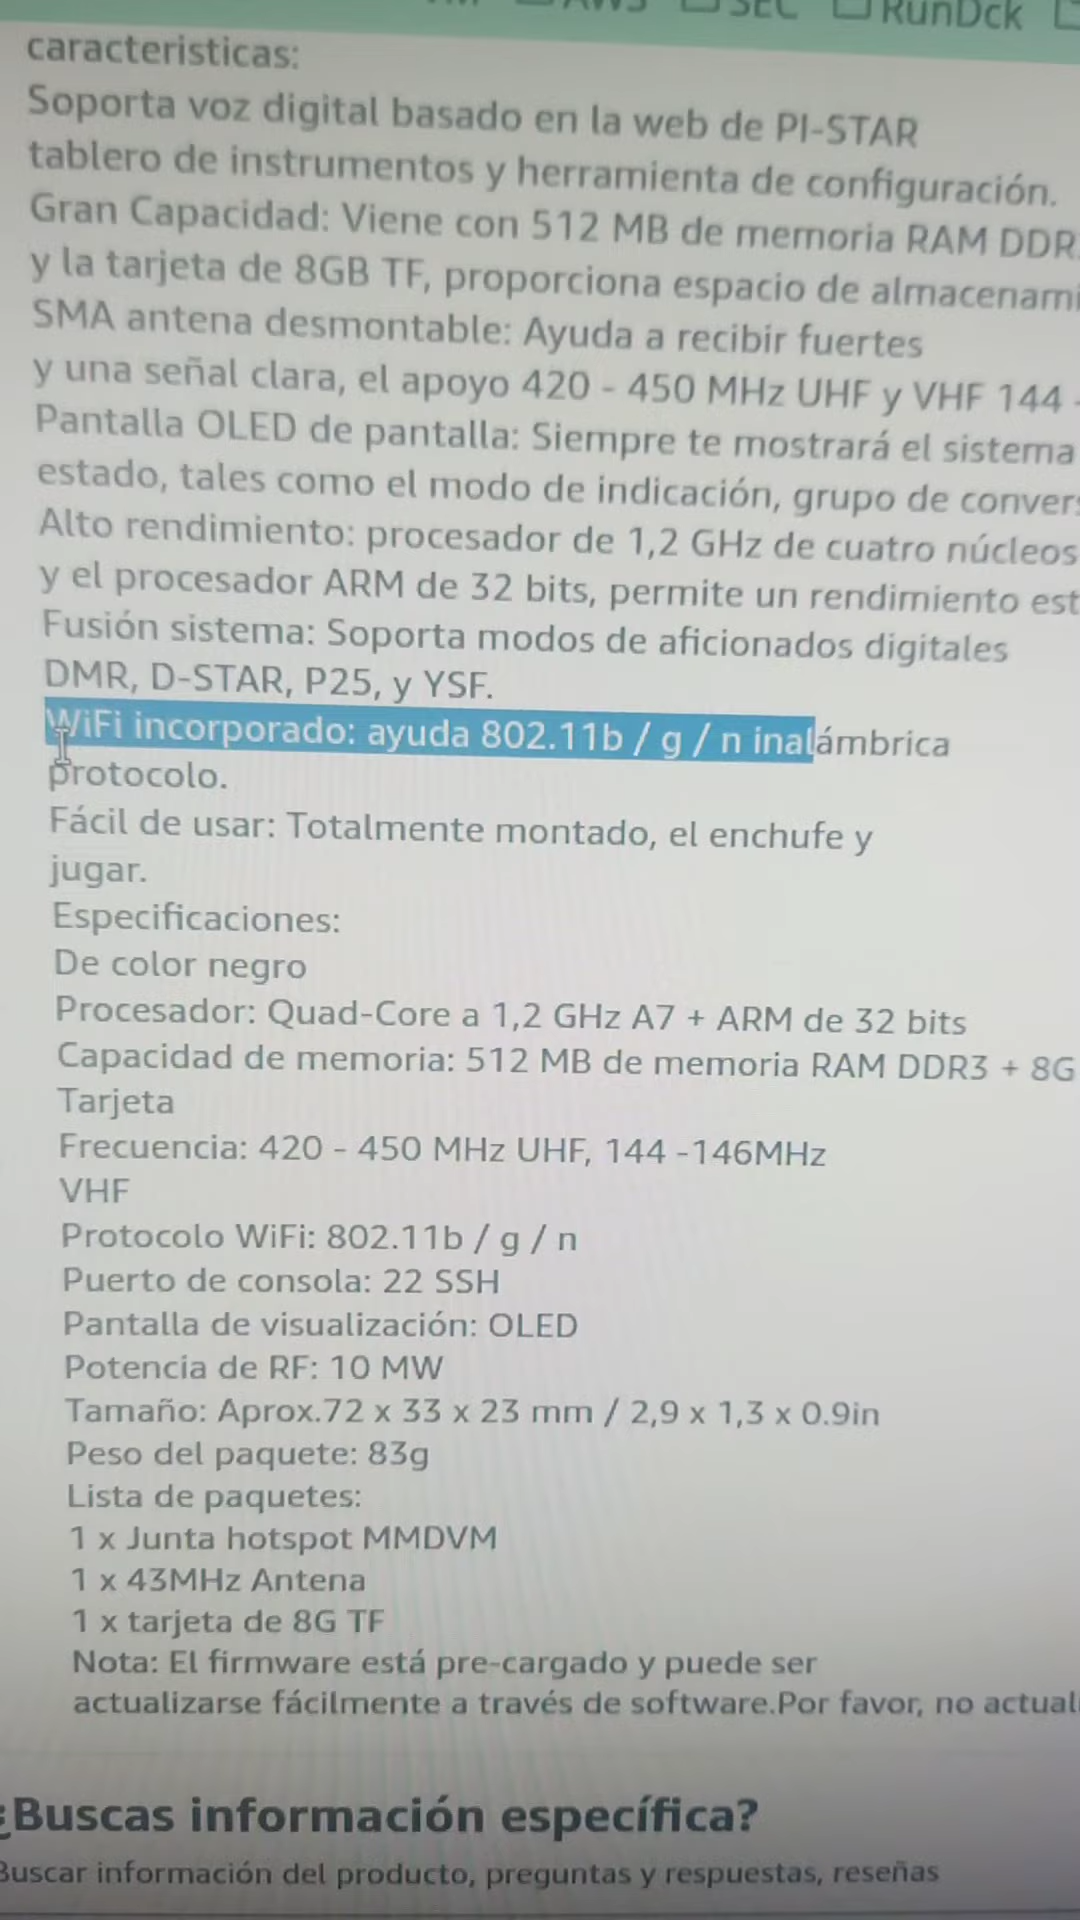 SEC RunDck
caracteristicas:
Soporta voz digital basado en la web de PI-STAR
tablero de instrumentos y herramienta de configuración.
Gran Capacidad: Viene con 512 MB de memoria RAM DDR
y la tarjeta de 8GB TF, proporciona espacio de almacenami
SMA antena desmontable: Ayuda a recibir fuertes
y una señal clara, el apoyo 420 - 450 MHz UHF y VHF 144 -
Pantalla OLED de pantalla: Siempre te mostrará el sistema
estado, tales como el modo de indicación, grupo de convers
Alto rendimiento: procesador de 1,2 GHz de cuatro núcleos
y el procesador ARM de 32 bits, permite un rendimiento est
Fusión sistema: Soporta modos de aficionados digitales
DMR, D-STAR, P25, y YSF.
WiFi incorporado: ayuda 802.11b / g / n inalámbrica
protocolo.
Fácil de usar: Totalmente montado, el enchufe y
jugar.
Especificaciones:
De color negro
Procesador: Quad-Core a 1,2 GHz A7 + ARM de 32 bits
Capacidad de memoria: 512 MB de memoria RAM DDR3 + 8G
Tarjeta
Frecuencia: 420 - 450 MHz UHF, 144 -146MHz
VHF
Protocolo WiFi: 802.11b / g / n
Puerto de consola: 22 SSH
Pantalla de visualización: OLED
Potencia de RF: 10 MW
Tamaño: Aprox.72 x 33 x 23 mm / 2,9 x 1,3 x 0.9in
Peso del paquete: 83g
Lista de paquetes:
1 x Junta hotspot MMDVM
1 x 43MHz Antena
1 x tarjeta de 8G TF
Nota: El firmware está pre-cargado y puede ser
actualizarse fácilmente a través de software.Por favor, no actuali
¿Buscas información específica?
Buscar información del producto, preguntas y respuestas, reseñas